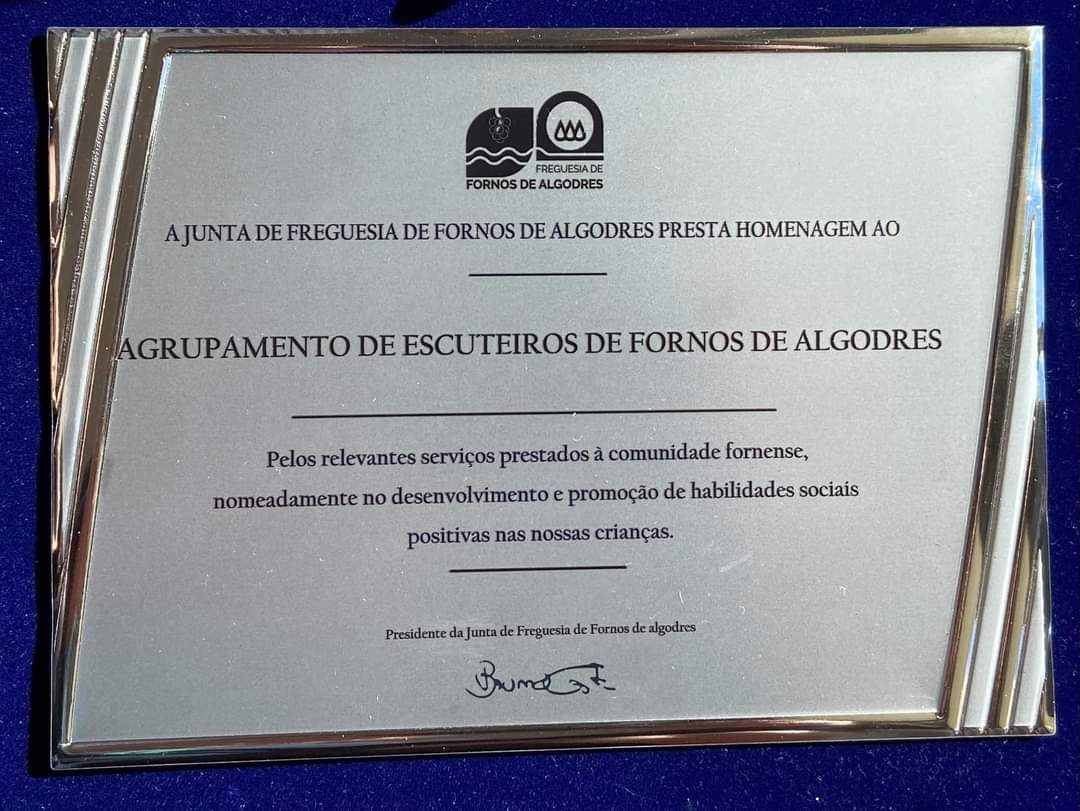 FREGUESIA DE
FORNOS DE ALGODRES
A JUNTA DE FREGUESIA DE FORNOS DE ALGODRES PRESTA HOMENAGEM AO
AGRUPAMENTO DE ESCUTEIROS DE FORNOS DE ALGODRES
Pelos relevantes serviços prestados à comunidade fornense,
nomeadamente no desenvolvimento e promoção de habilidades sociais
positivas nas nossas crianças.
Presidente da Junta de Freguesia de Fornos de algodres